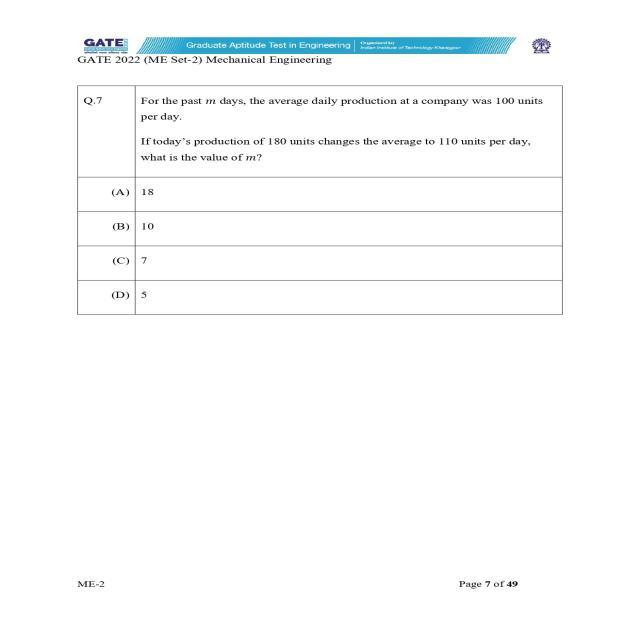 GATE
Graduate Aptitude Test in Engineering
Organized by
Indian Institute of Technology Kharagpur
GATE 2022 (ME Set-2) Mechanical Engineering
Q.7
For the past m days, the average daily production at a company was 100 units
per day.
If today’s production of 180 units changes the average to 110 units per day,
what is the value of m?
(A) 18
(B) 10
(C) 7
(D) 5
ME-2
Page 7 of 49